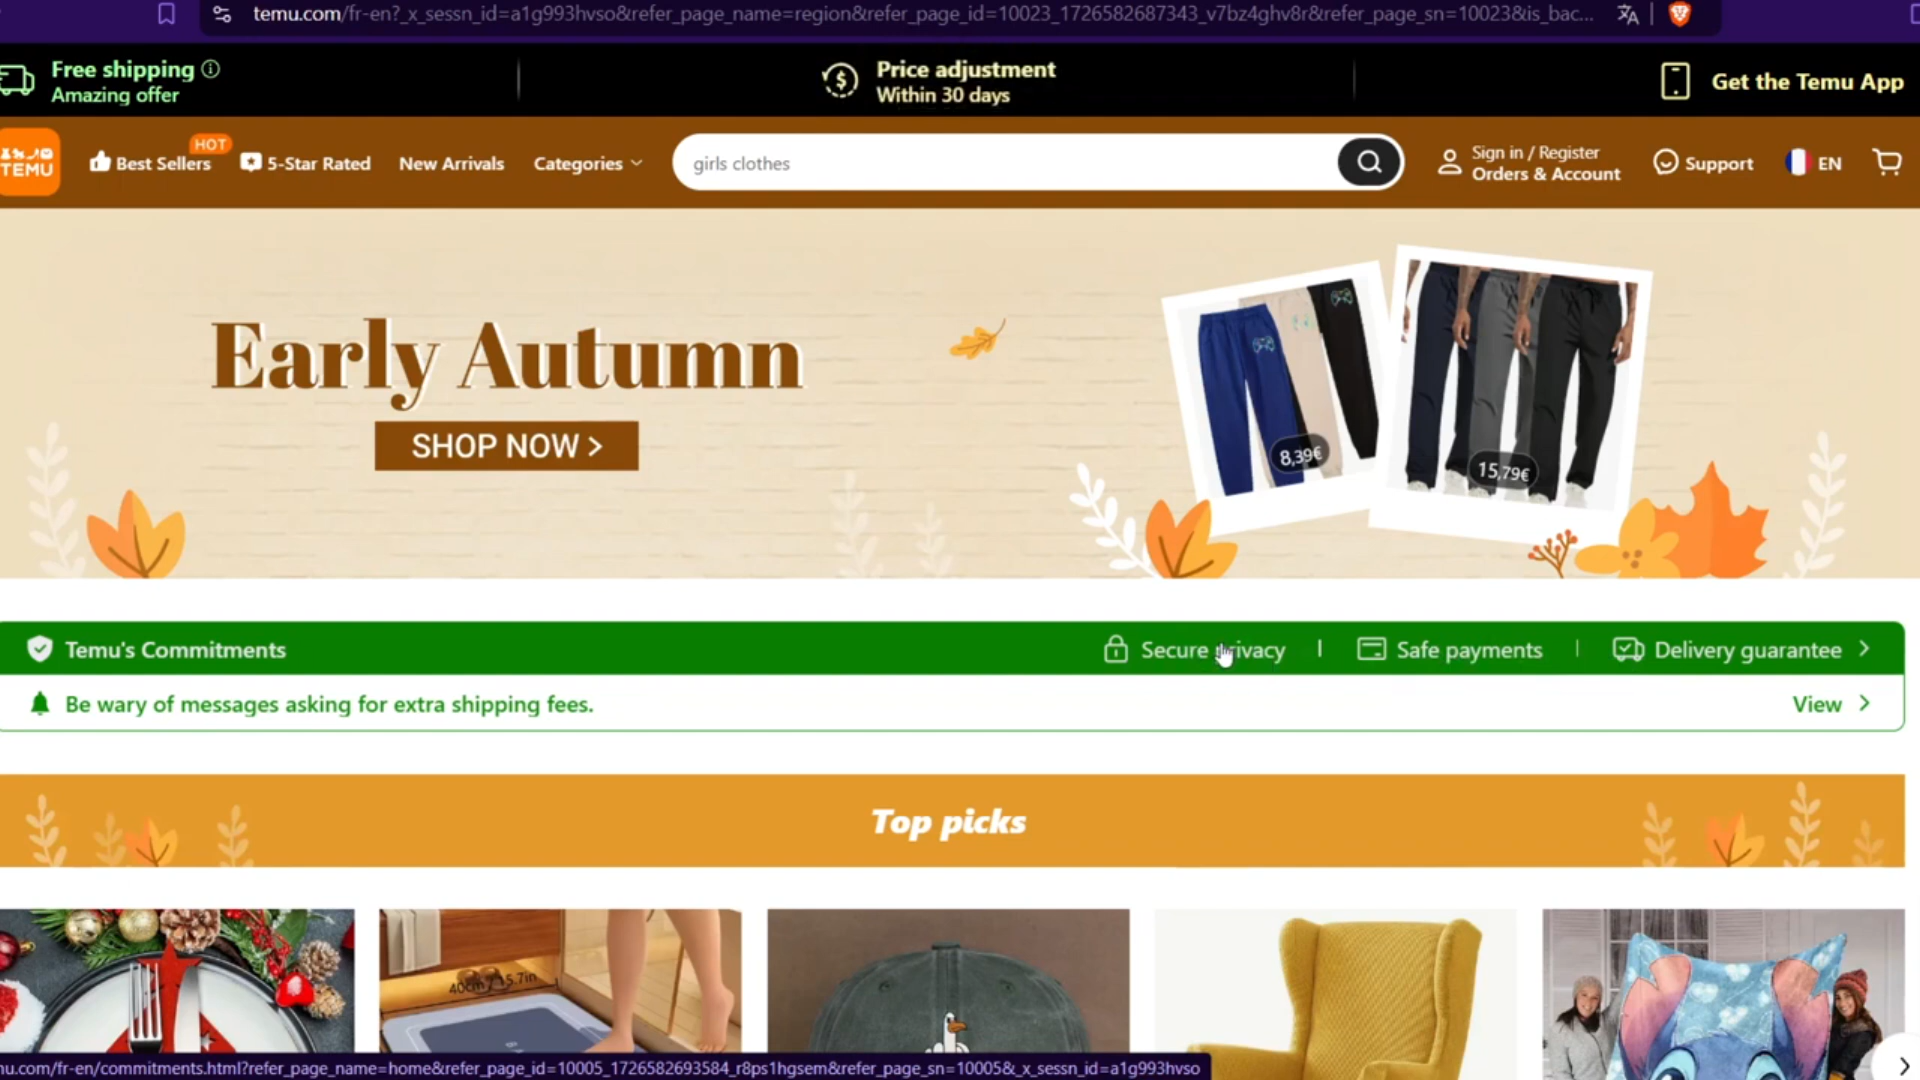 temu.com/fr-en?_x_sessn_id=a1g993hvso&refer_page_name=region&refer_page_id=10023_1726582687343_v7bz4ghv8r&refer_page_sn=10023&is_bac...
Free shipping
Amazing offer
Price adjustment
Within 30 days
Get the Temu App
TEMU
Best Sellers
HOT
5-Star Rated
New Arrivals
Categories
girls clothes
Sign in / Register
Orders & Account
Support
EN
Early Autumn
SHOP NOW >
8,39€
15,79€
Temu's Commitments
Secure privacy
Safe payments
Delivery guarantee
Be wary of messages asking for extra shipping fees.
View
Top picks
40cm / 15.7in
nu.com/fr-en/commitments.html?refer_page_name=home&refer_page_id=10005_1726582693584_r8ps1hgsem&refer_page_sn=10005&_x_sessn_id=a1g993hvso